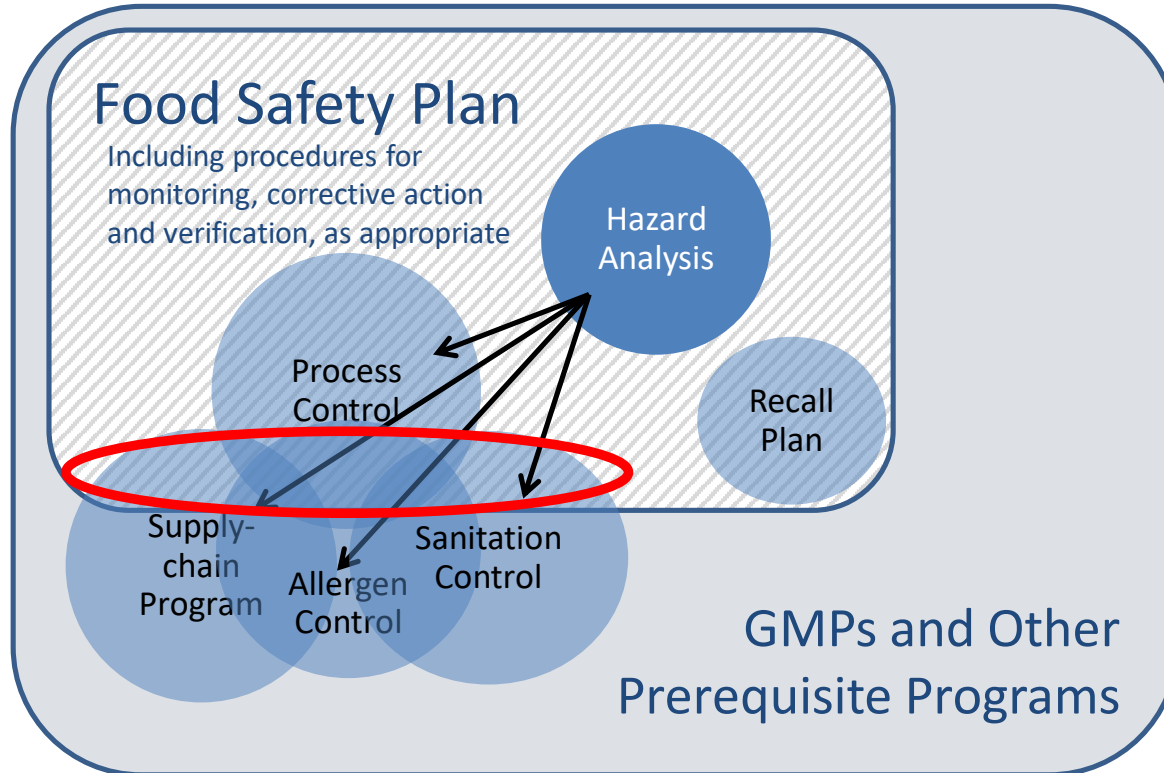 Food Safety Plan
Including procedures for
monitoring, corrective action
and verification, as appropriate
Hazard
Analysis
Process
Control
Recall
Plan
Supply-
chain
Program
Allergen
Control
Sanitation
Control
GMPs and Other
Prerequisite Programs